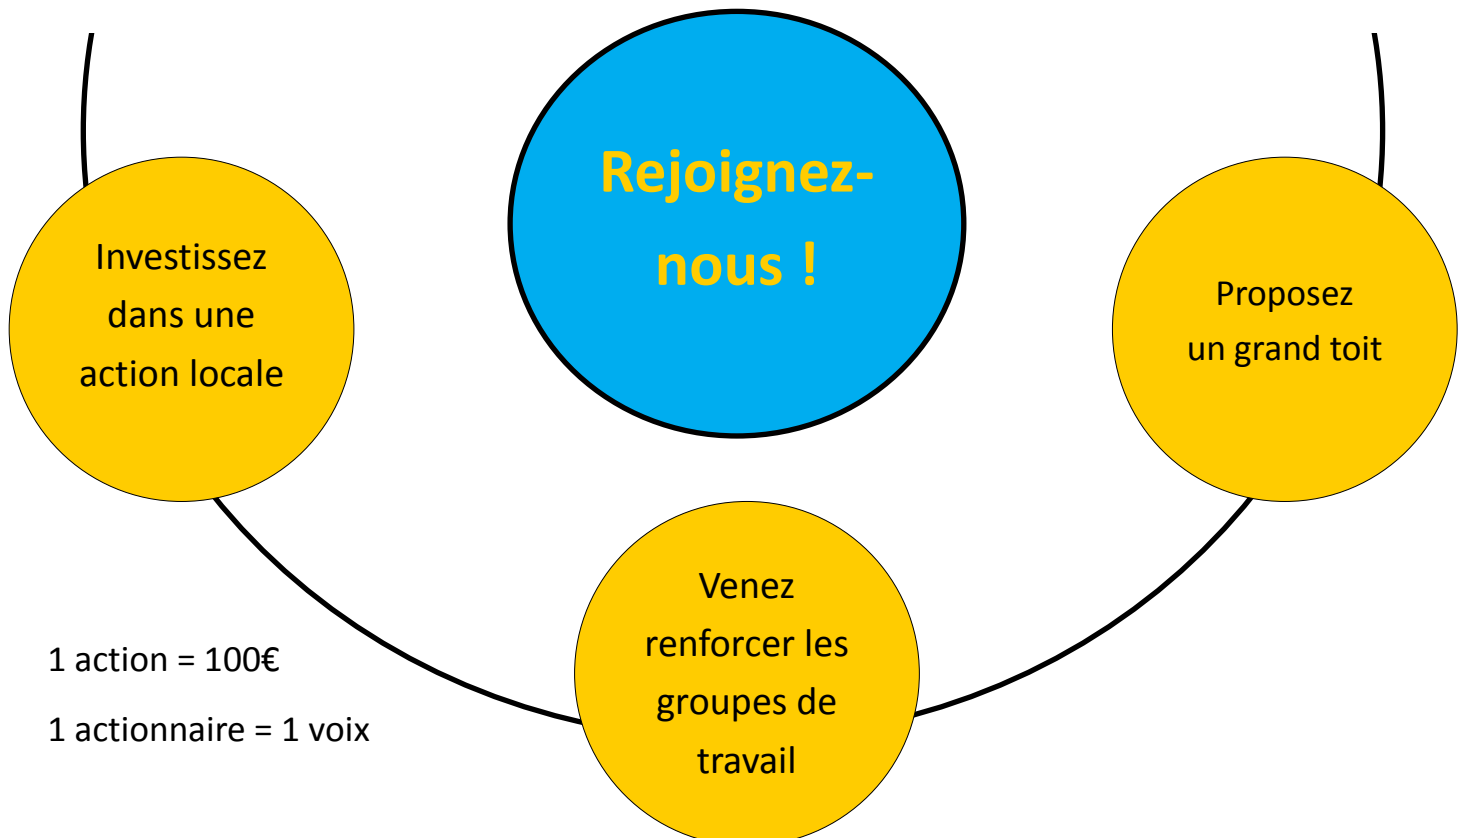 Rejoignez-
nous !
Investissez
dans une
action locale
Proposez
un grand toit
Venez
renforcer les
groupes de
travail
1 action = 100€
1 actionnaire = 1 voix